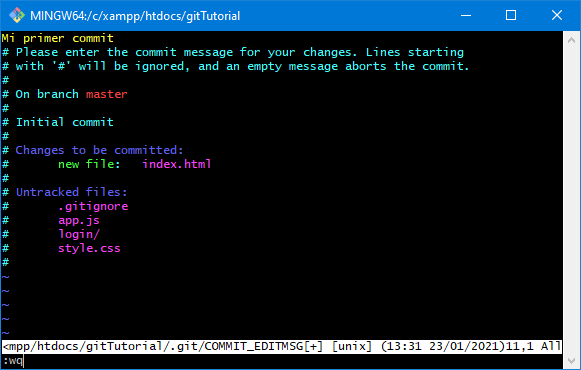 MINGW64:/c/xampp/htdocs/gitTutorial
Mi primer commit
# Please enter the commit message for your changes. Lines starting
# with '#' will be ignored, and an empty message aborts the commit.
#
# On branch master
#
# Initial commit
#
# Changes to be committed:
#       new file:   index.html
#
# Untracked files:
#       .gitignore
#       app.js
#       login/
#       style.css
#
~
~
~
~
~
<mpp/htdocs/gitTutorial/.git/COMMIT_EDITMSG[+] [unix] (13:31 23/01/2021)11,1 All
:wq